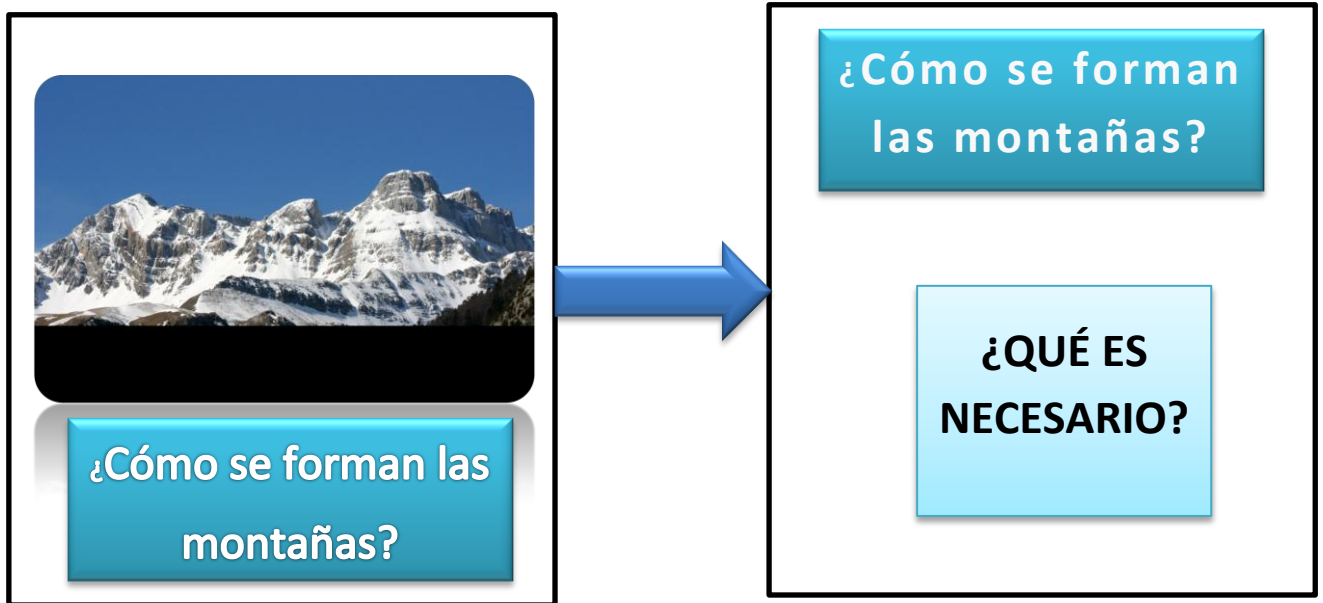 ¿Cómo se forman las
montañas?
¿Cómo se forman
las montañas?
¿QUÉ ES
NECESARIO?